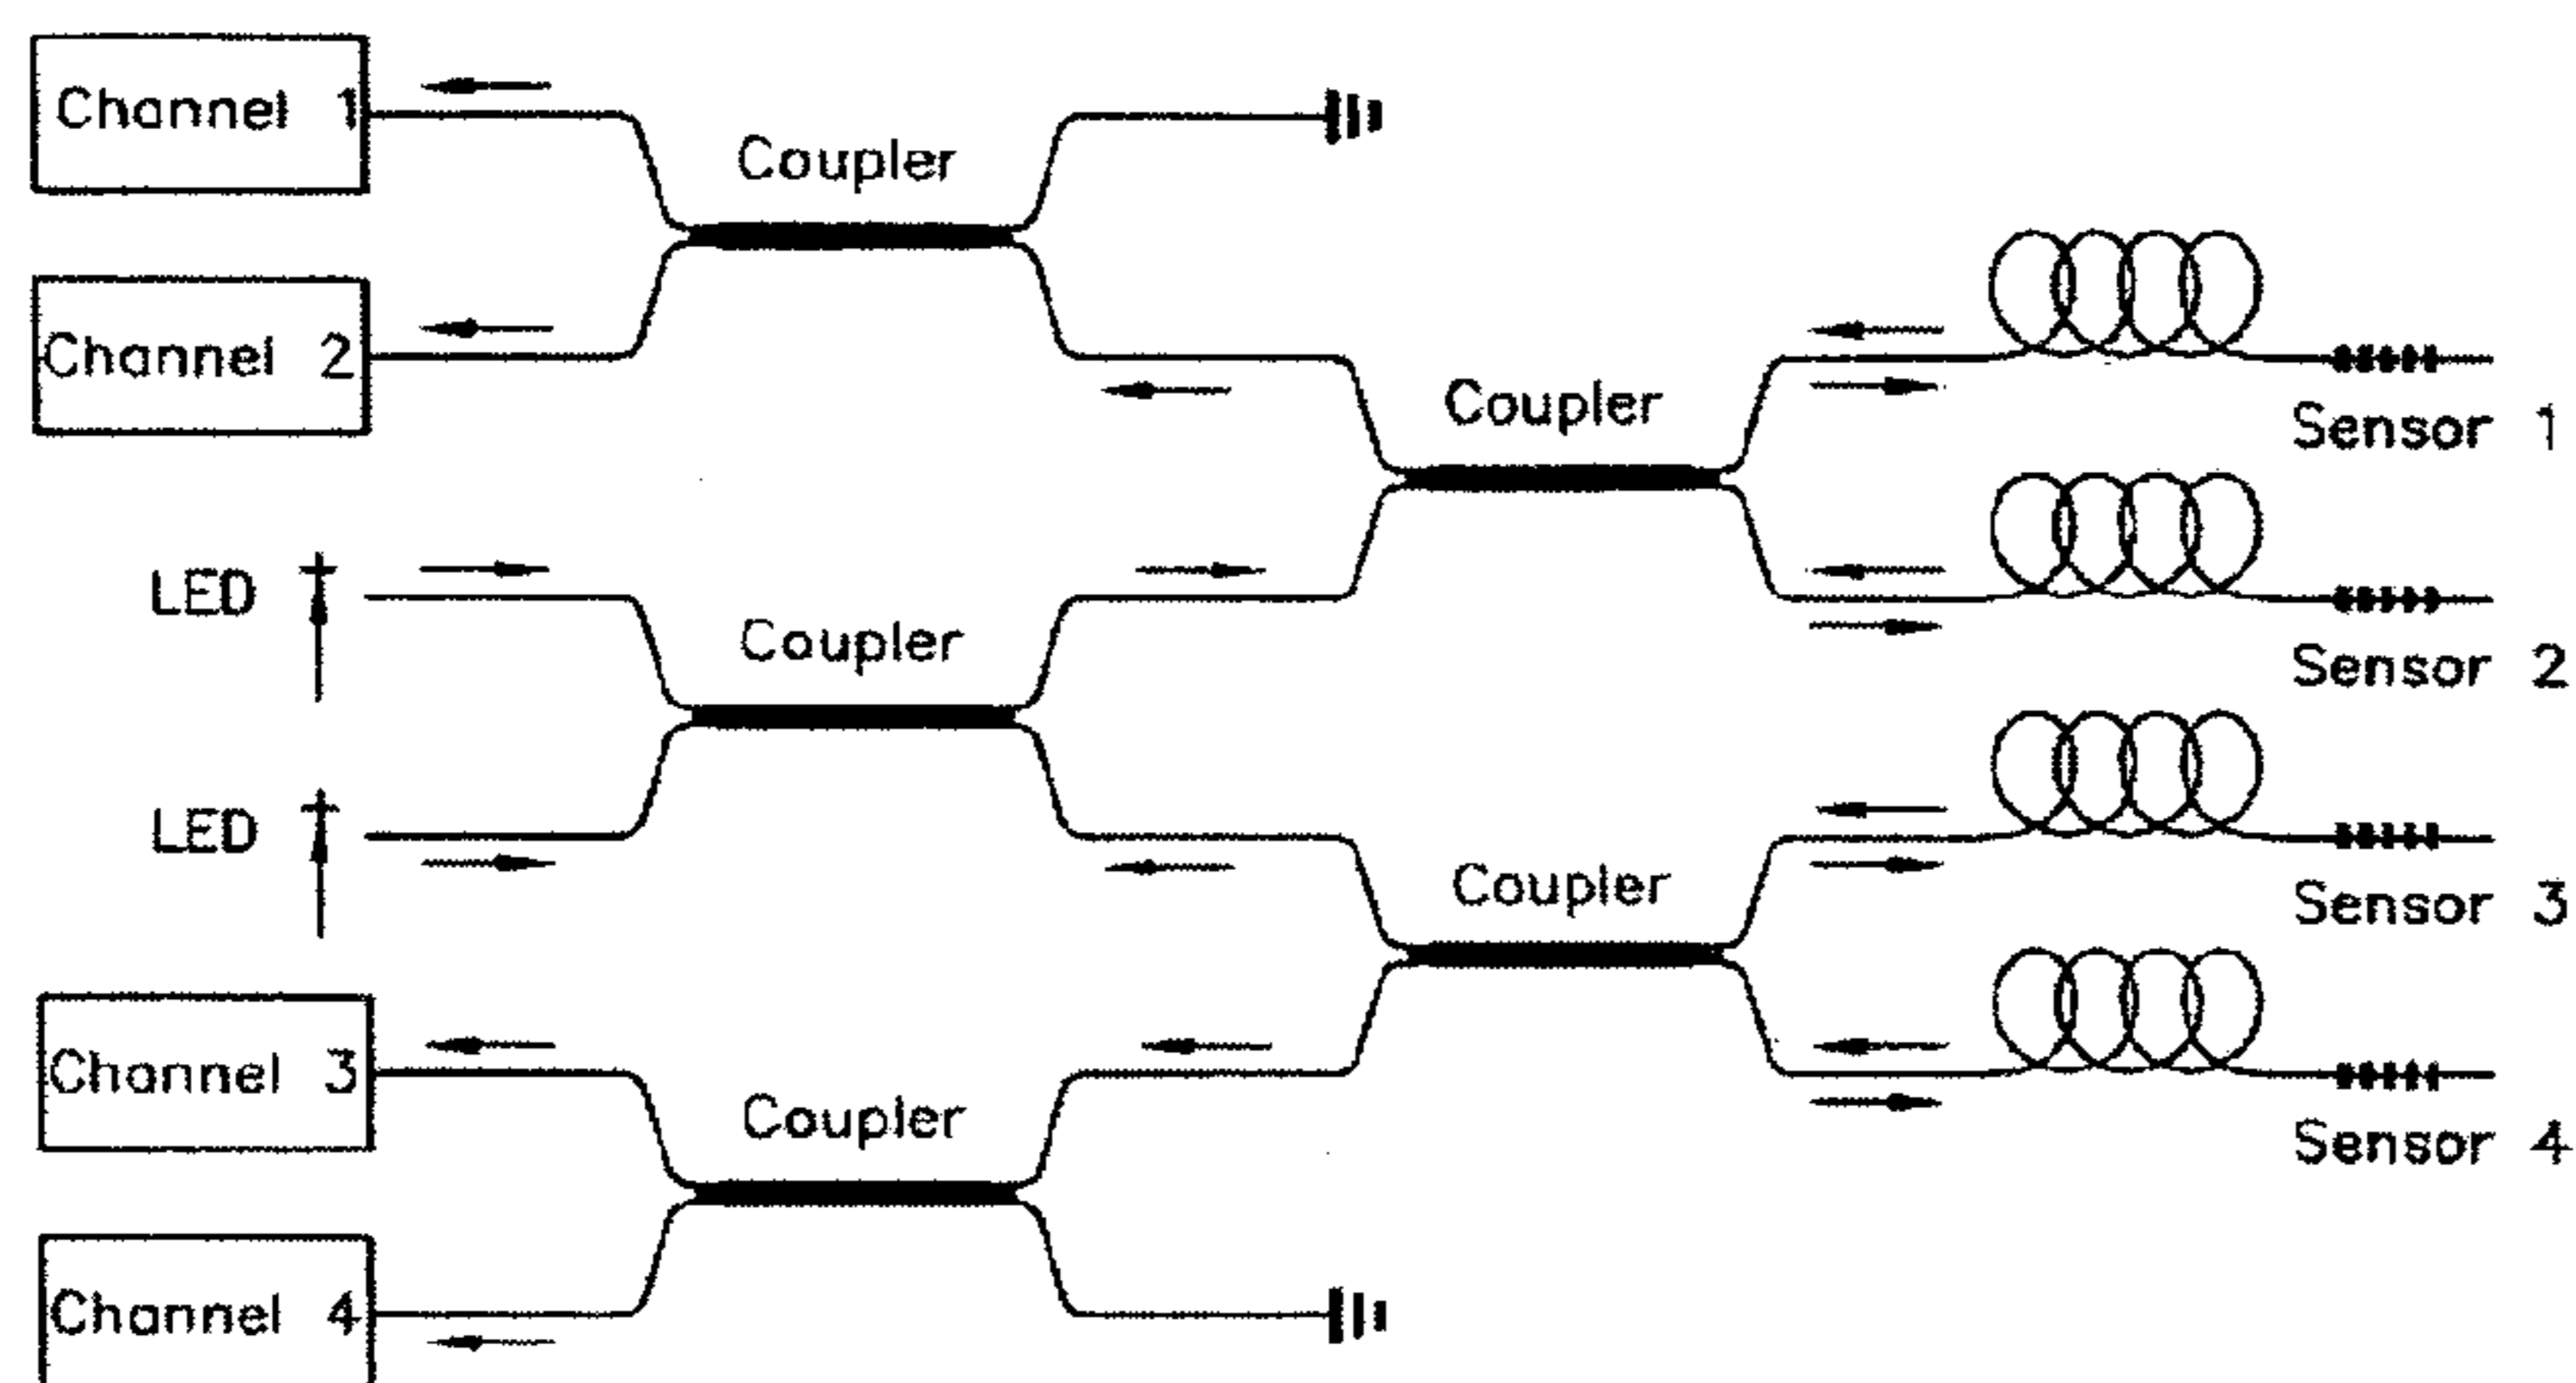 Channel 1
Coupler
Channel 2
Coupler
Sensor 1
LED
Coupler
Sensor 2
LED
Coupler
Sensor 3
Channel 3
Coupler
Sensor 4
Channel 4